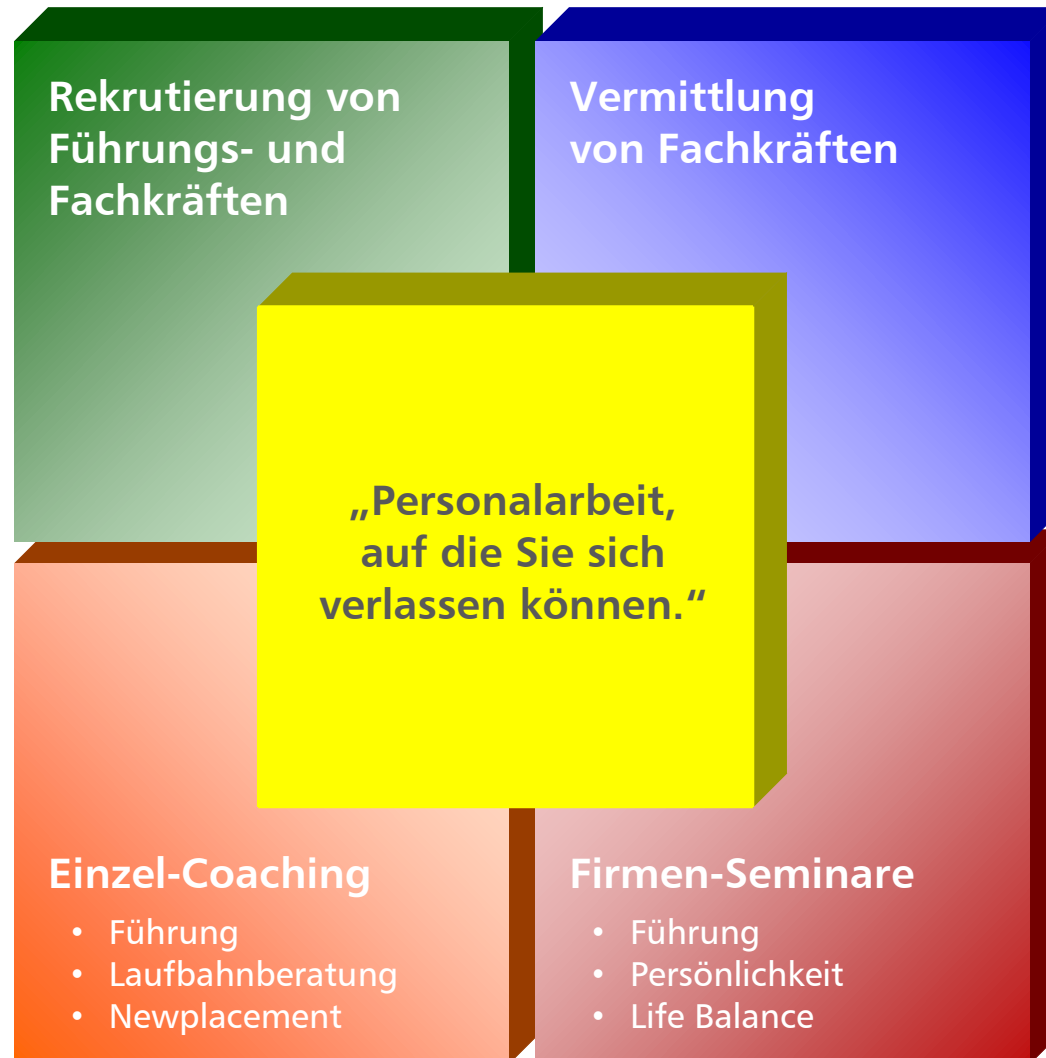 Rekrutierung von
Führungs- und
Fachkräften
Vermittlung
von Fachkräften
„Personalarbeit,
auf die Sie sich
verlassen können.“
Einzel-Coaching
• Führung
• Laufbahnberatung
• Newplacement
Firmen-Seminare
• Führung
• Persönlichkeit
• Life Balance